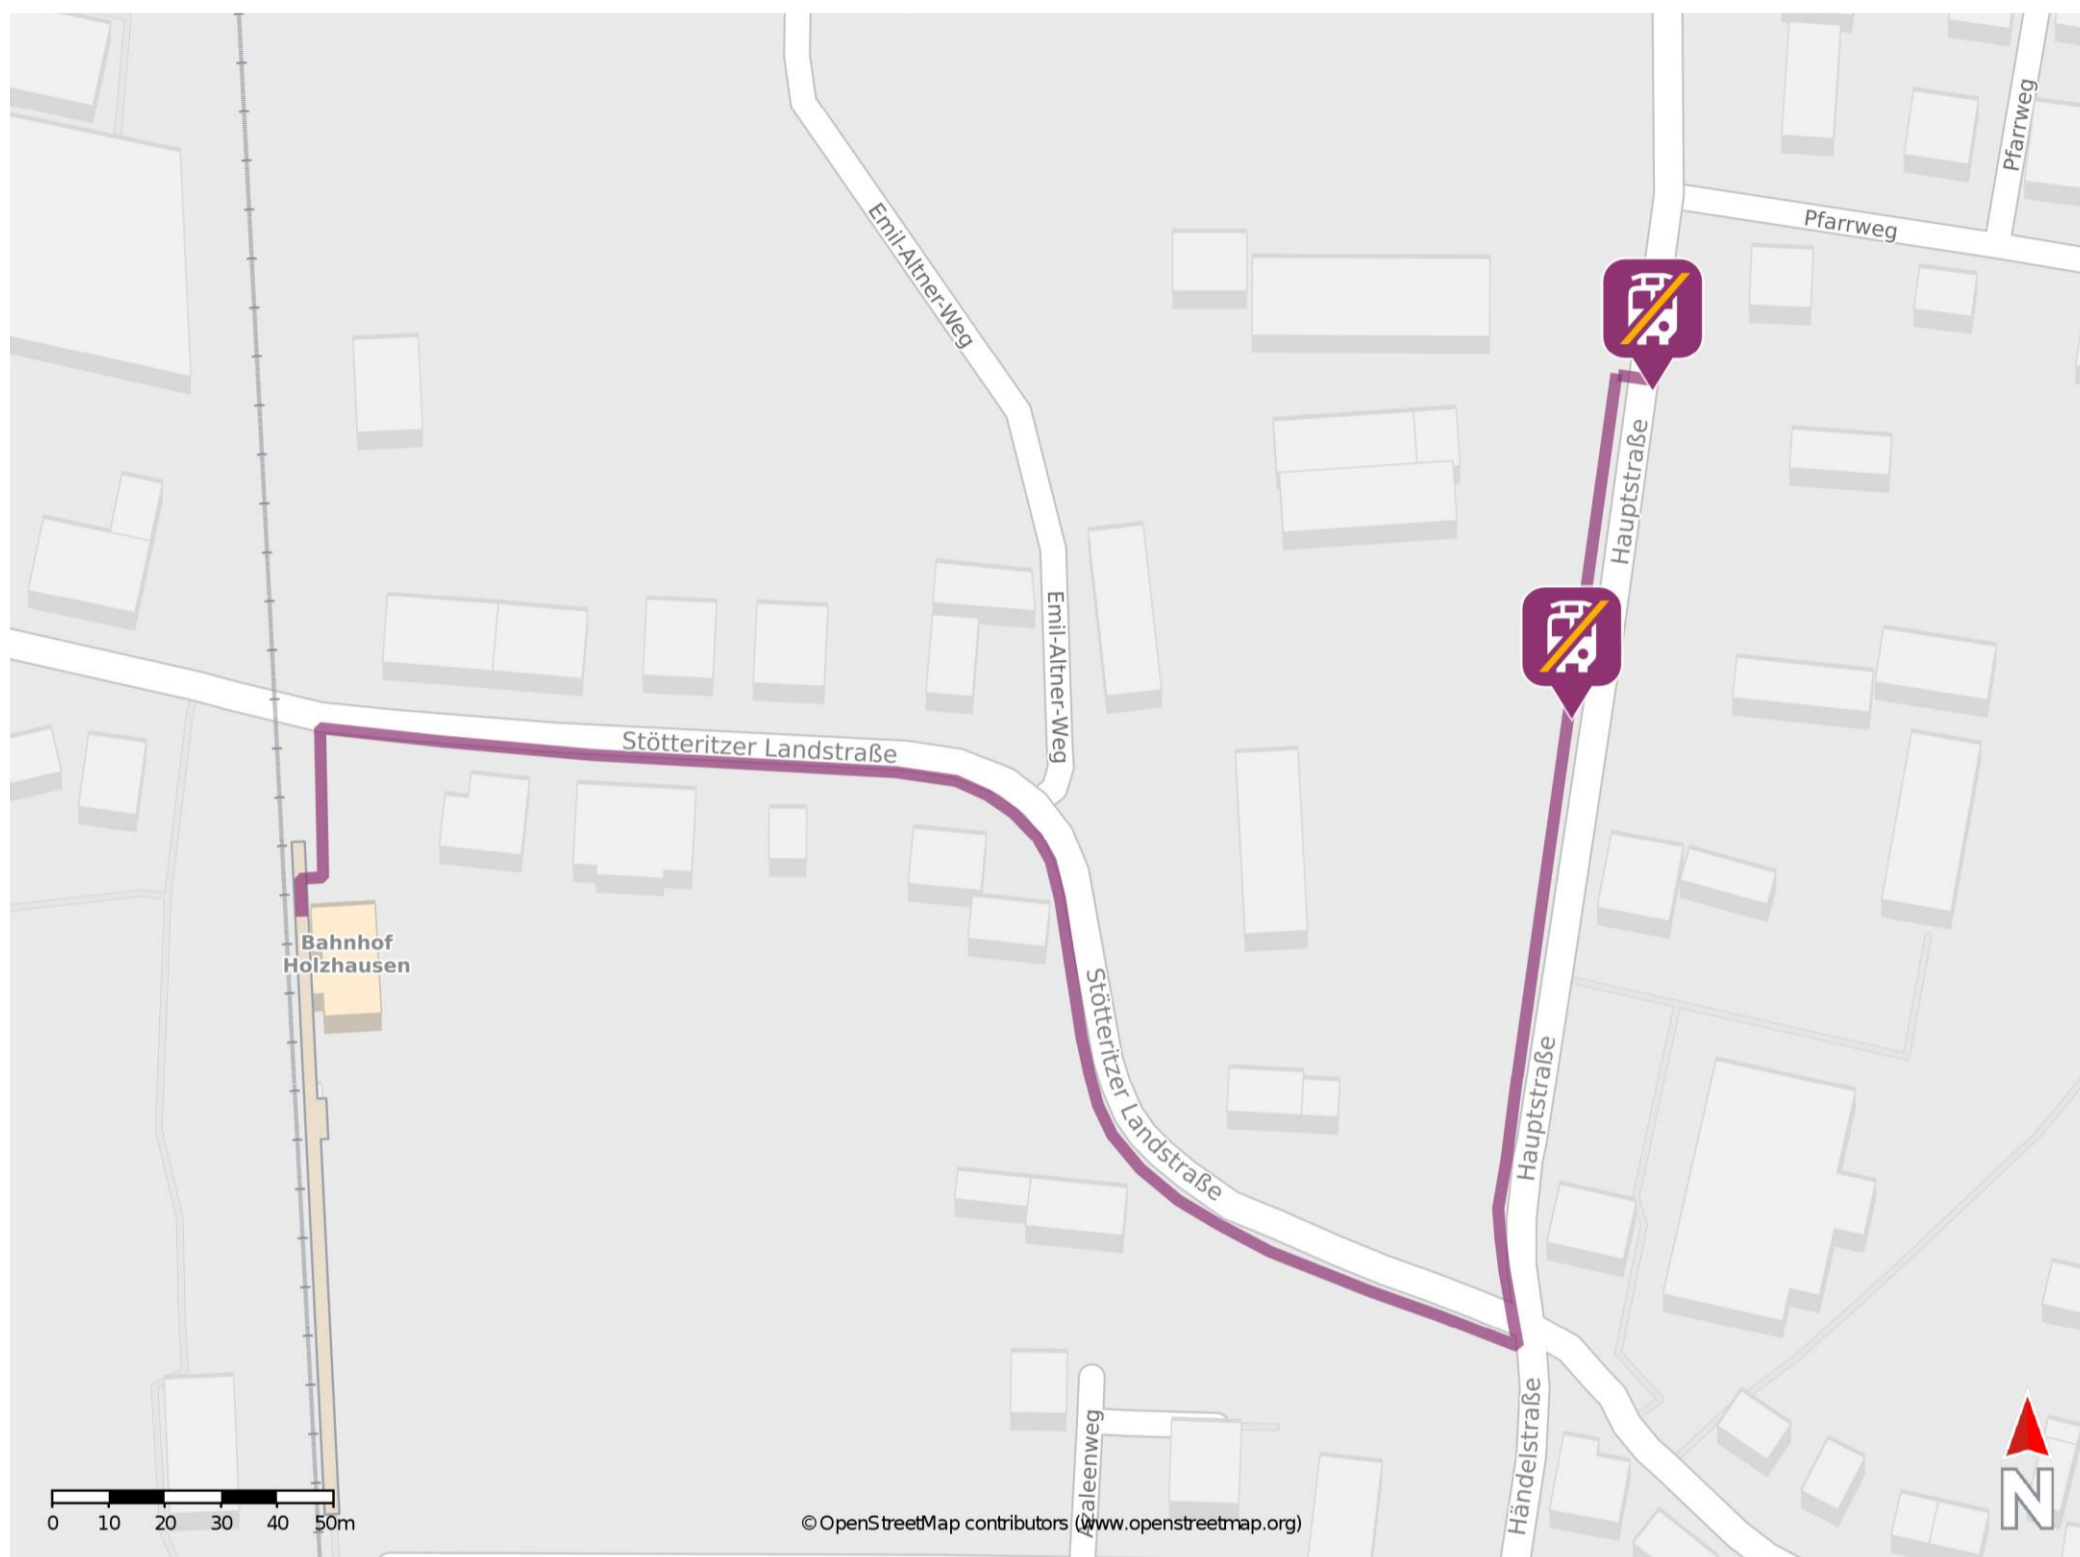 Pfarrweg
Pfarrweg
Emil-Altner-Weg
Hauptstraße
Emil-Altner-Weg
Stötteritzer Landstraße
Bahnhof
Holzhausen
Stötteritzer Landstraße
Hauptstraße
Händelstraße
Azaleenweg
N
0 10 20 30 40 50m
© OpenStreetMap contributors (www.openstreetmap.org)